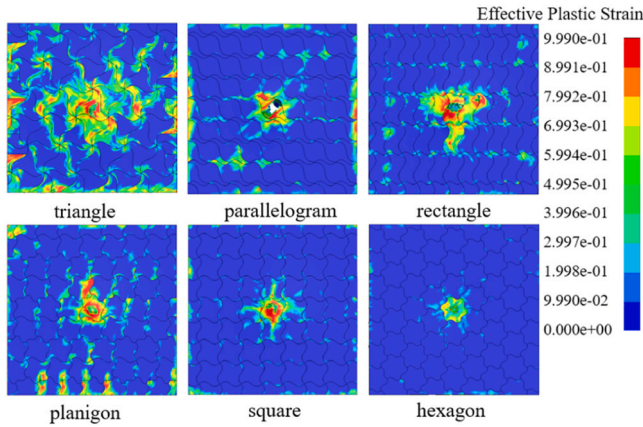 Effective Plastic Strain
9.990e-01
8.991e-01
7.992e-01
6.993e-01
5.994e-01
4.995e-01
3.996e-01
2.997e-01
1.998e-01
9.990e-02
0.000e+00
triangle
parallelogram
rectangle
planigon
square
hexagon